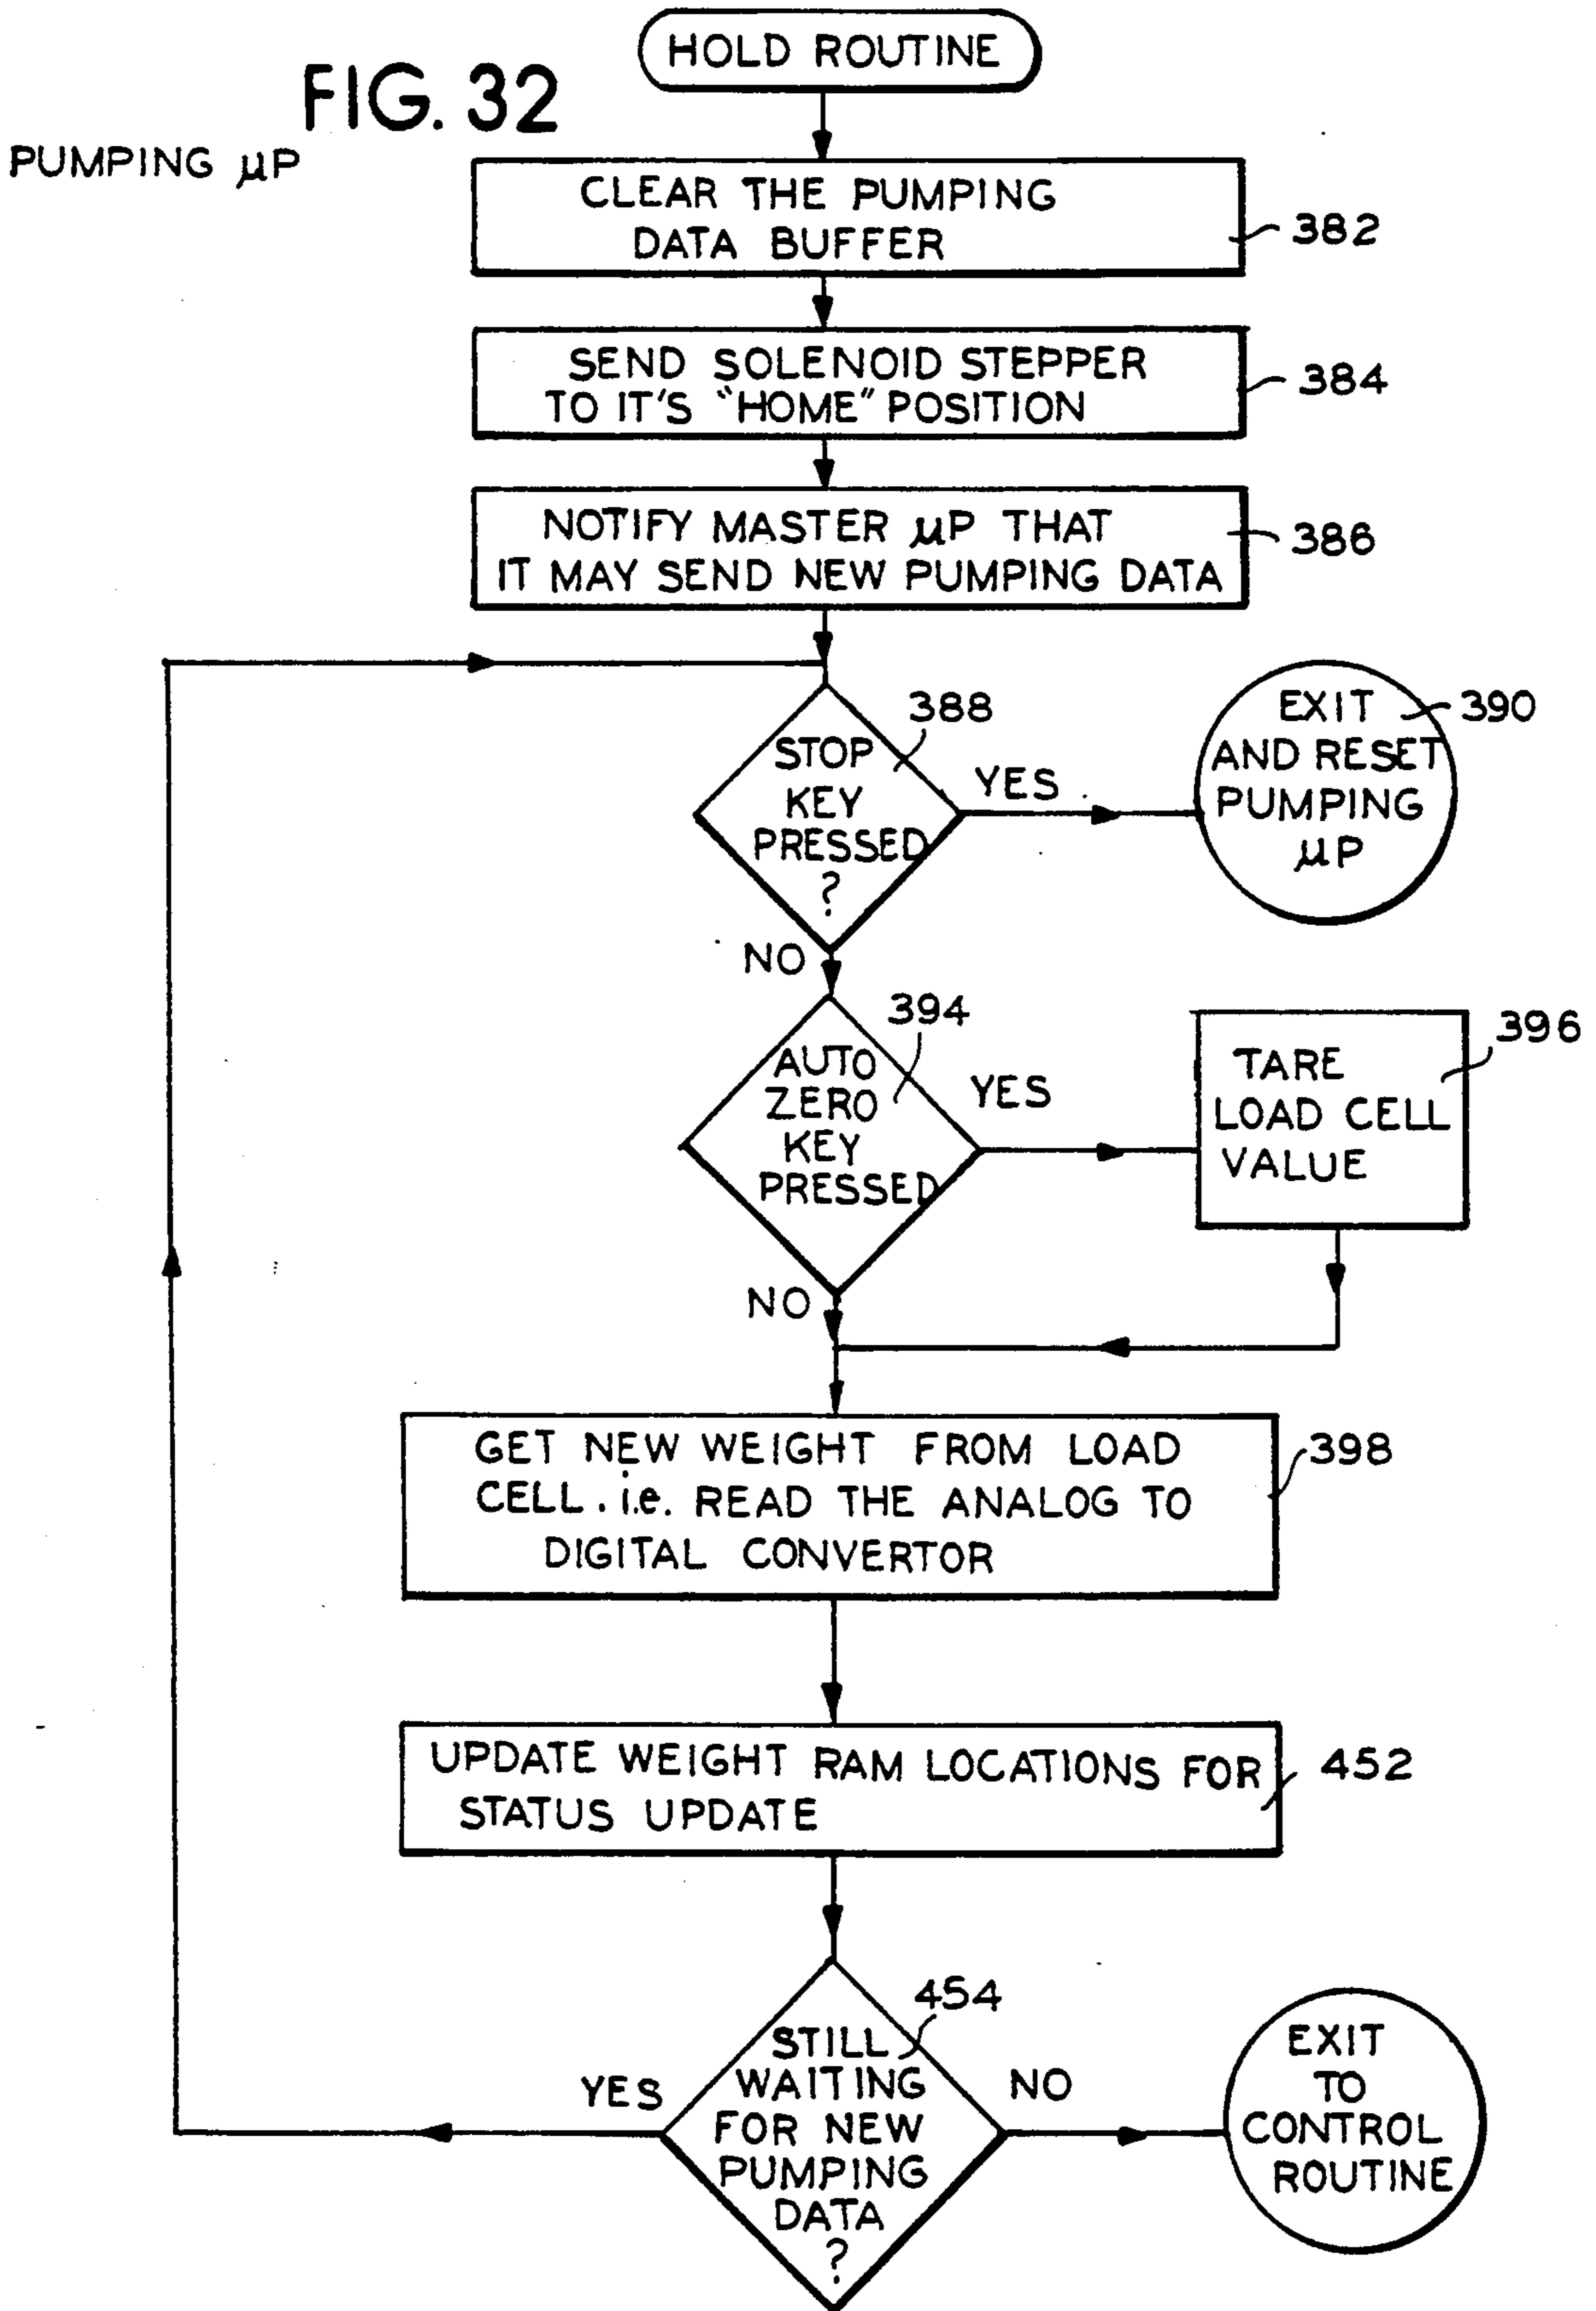 HOLD ROUTINE
FIG. 32
PUMPING µP
CLEAR THE PUMPING
DATA BUFFER
382
SEND SOLENOID STEPPER
TO IT'S "HOME" POSITION
384
NOTIFY MASTER µP THAT
IT MAY SEND NEW PUMPING DATA
386
388
STOP
KEY
PRESSED
?
YES
NO
EXIT
AND RESET
PUMPING
µP
390
394
AUTO
ZERO
KEY
PRESSED
YES
NO
TARE
LOAD CELL
VALUE
396
GET NEW WEIGHT FROM LOAD
CELL. i.e. READ THE ANALOG TO
DIGITAL CONVERTOR
398
UPDATE WEIGHT RAM LOCATIONS FOR
STATUS UPDATE
452
454
STILL
WAITING
FOR NEW
PUMPING
DATA
?
YES
NO
EXIT
TO
CONTROL
ROUTINE